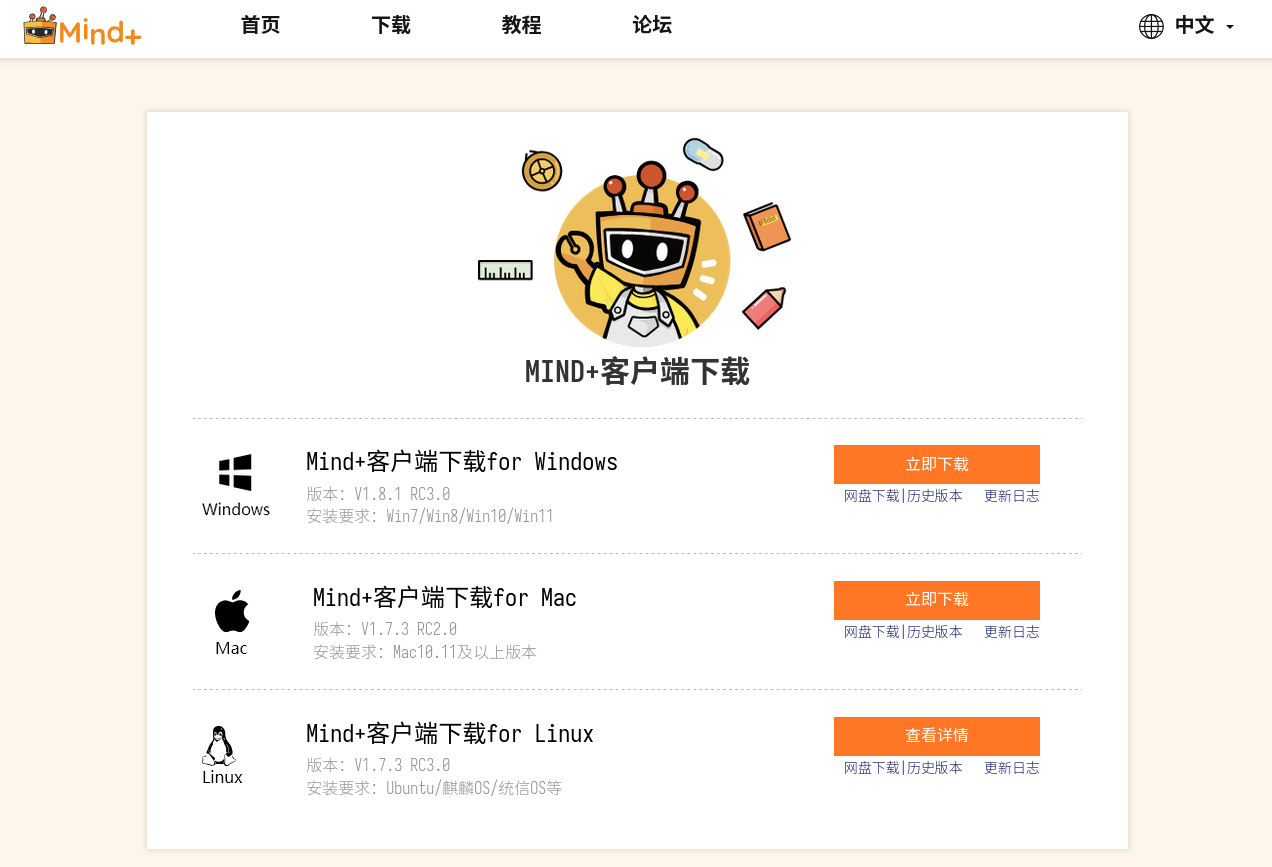 Mind+ 首页 下载 教程 论坛 中文
MIND+客户端下载
Mind+客户端下载for Windows
版本: V1.8.1 RC3.0
安装要求: Win7/Win8/Win10/Win11
Windows
立即下载
网盘下载|历史版本 更新日志
Mind+客户端下载for Mac
版本: V1.7.3 RC2.0
安装要求: Mac10.11及以上版本
Mac
立即下载
网盘下载|历史版本 更新日志
Mind+客户端下载for Linux
版本: V1.7.3 RC3.0
安装要求: Ubuntu/麒麟OS/统信OS等
Linux
查看详情
网盘下载|历史版本 更新日志